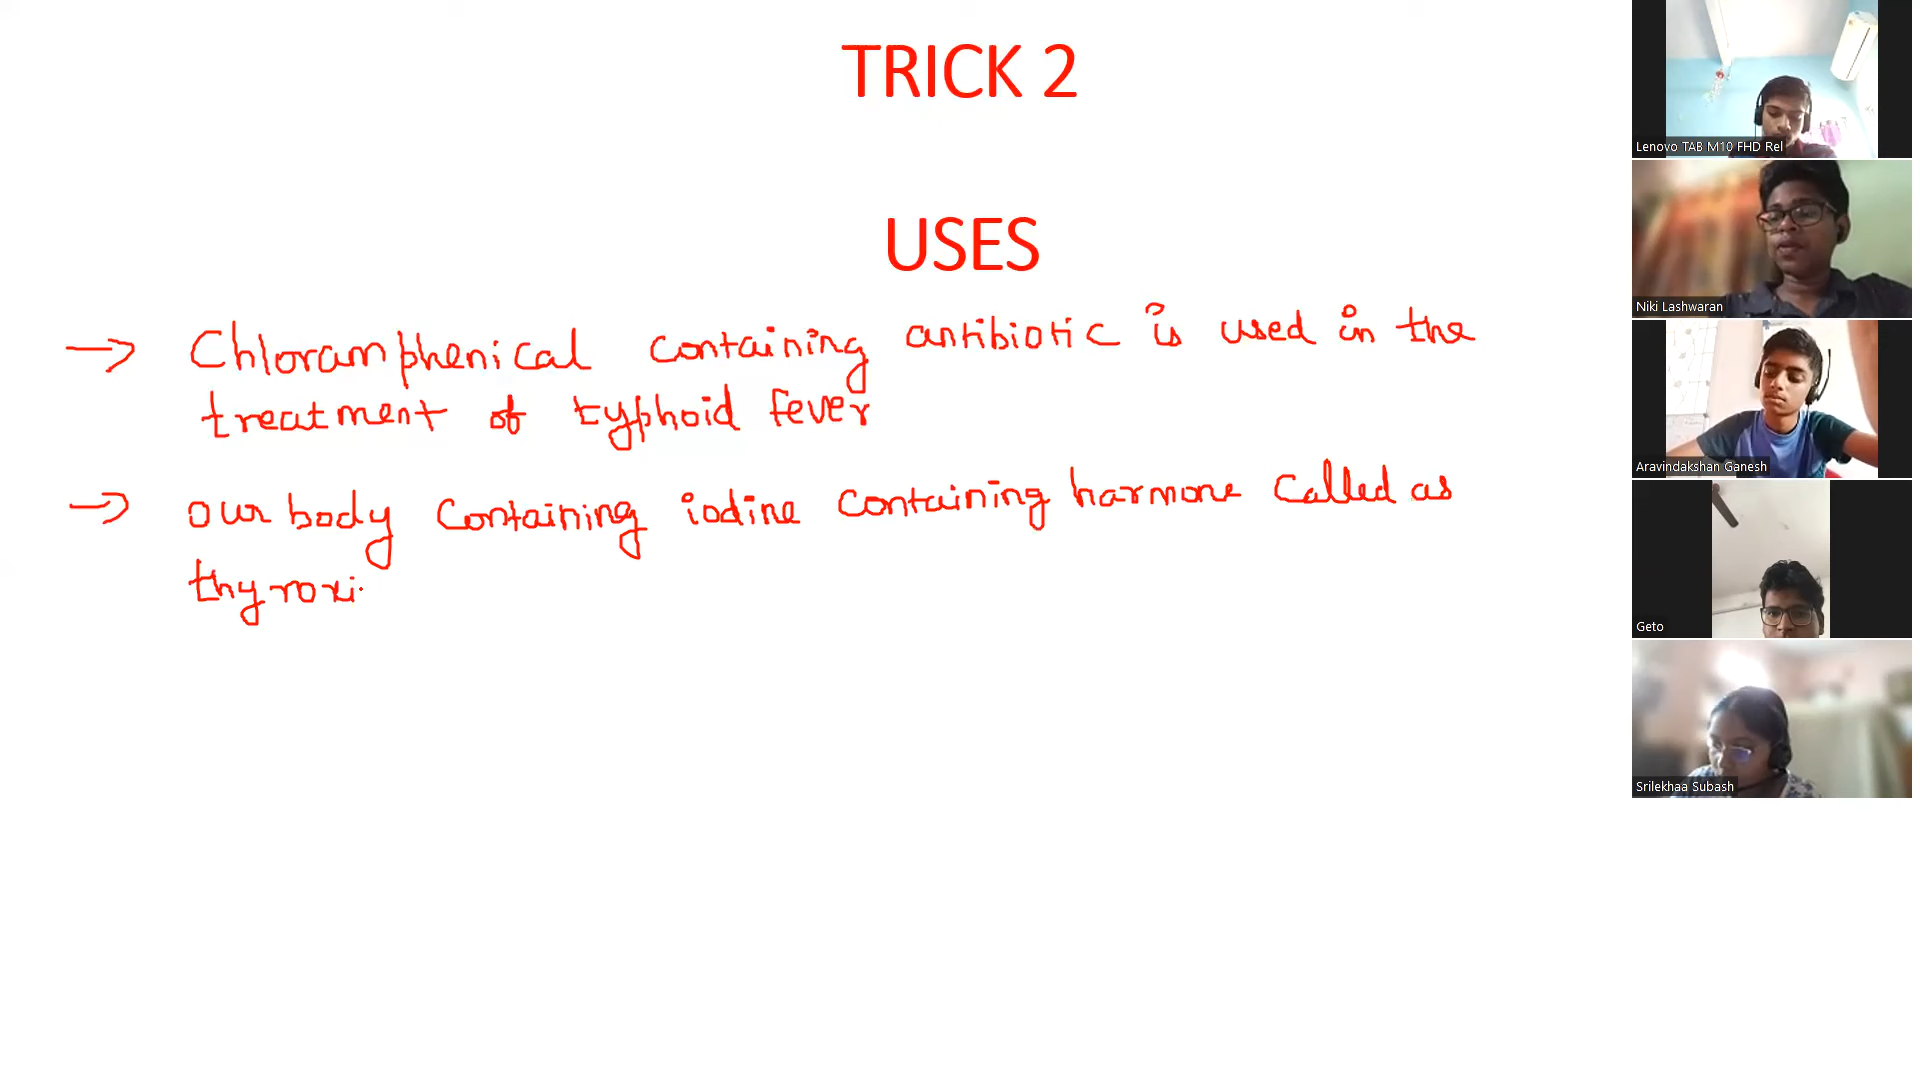 TRICK 2
USES
→ Chloramphenical containing antibiotic is used in the
treatment of typhoid fever
→ our body containing iodine containing harmone called as
thyroxi
Lenovo TAB M10 FHD Rel
Niki Lashwaran
Aravindakshan Ganesh
Geto
Srilekhaa Subash